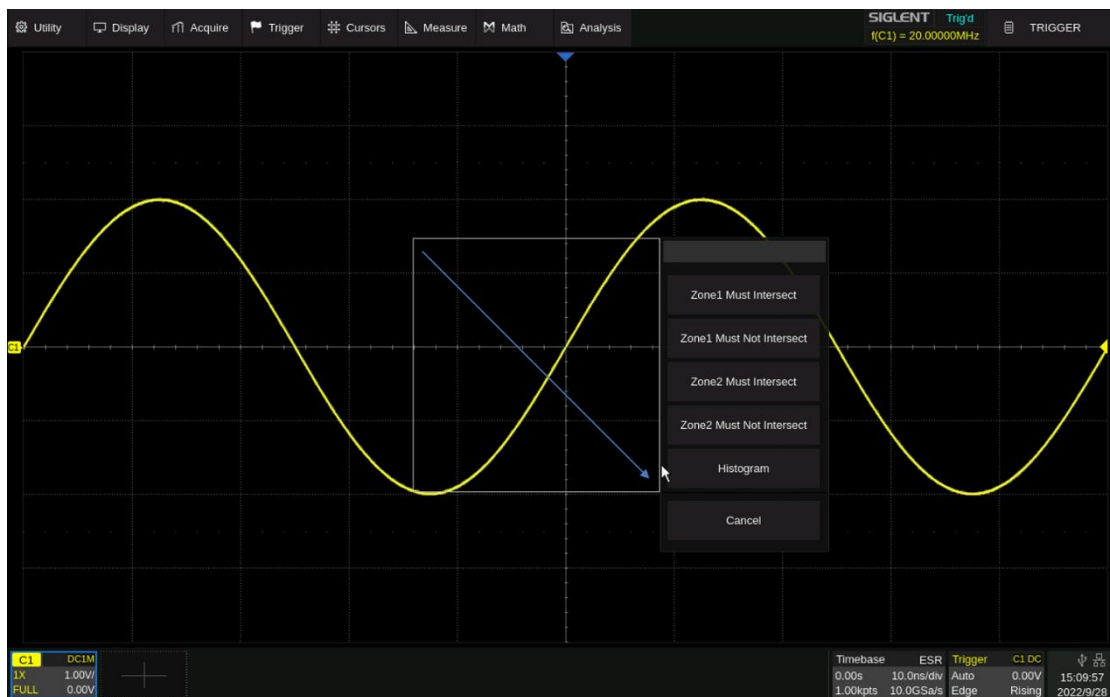 Utility Display Acquire Trigger Cursors Measure Math Analysis
SIGLENT Trig'd
f(C1) = 20.00000MHz
TRIGGER
Zone1 Must Intersect
Zone1 Must Not Intersect
Zone2 Must Intersect
Zone2 Must Not Intersect
Histogram
Cancel
C1
C1 DC1M
1X 1.00V/
FULL 0.00V
Timebase ESR
0.00s 10.0ns/div
1.00kpts 10.0GSa/s
Trigger C1 DC
Auto 0.00V
Edge Rising
15:09:57
2022/9/26